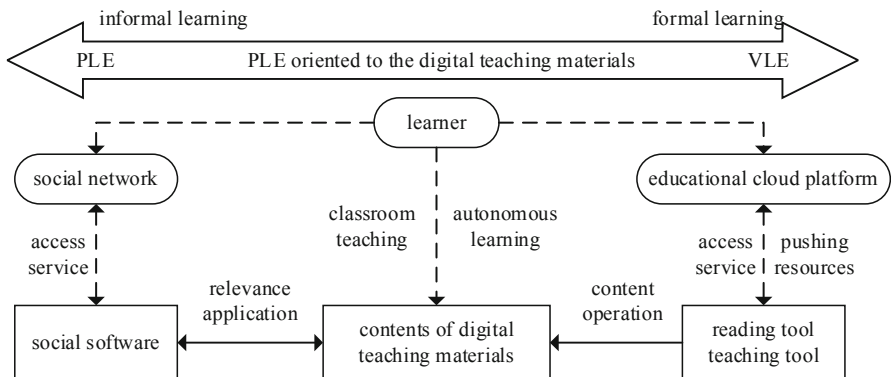 informal learning
formal learning
PLE
PLE oriented to the digital teaching materials
VLE
learner
social network
educational cloud platform
classroom
teaching
autonomous
learning
access
service
access
service
pushing
resources
relevance
application
content
operation
social software
contents of digital
teaching materials
reading tool
teaching tool